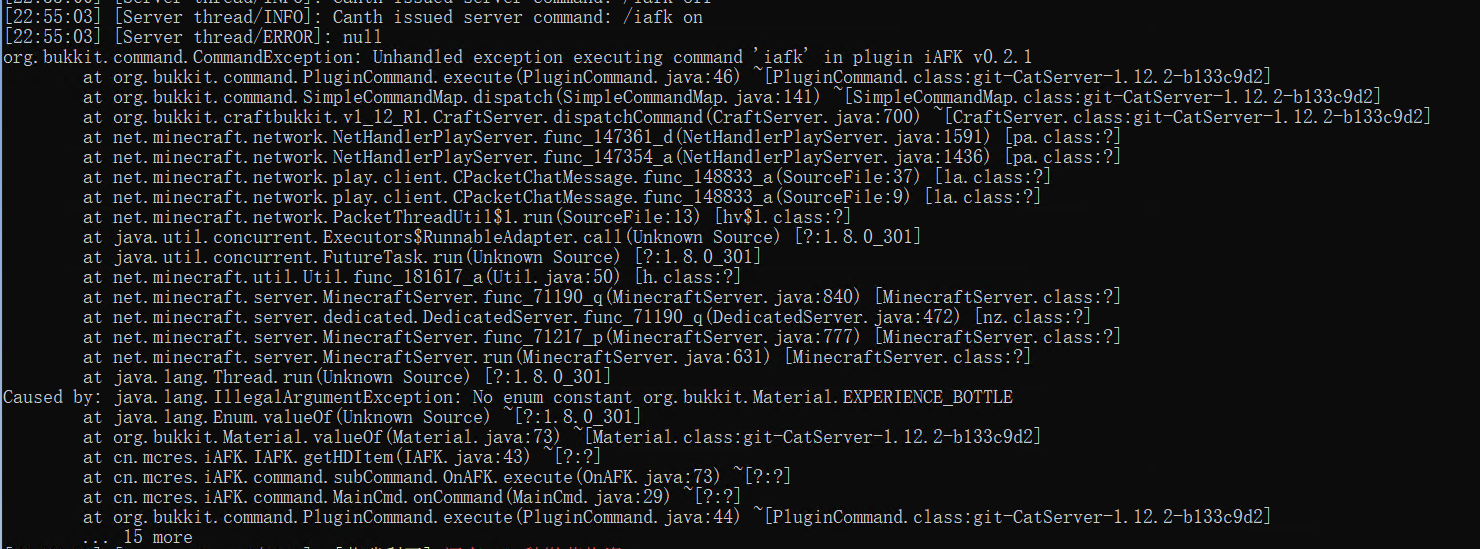 [22:55:03] [Server thread/INFO]: Canth issued server command: /iafk off
[22:55:03] [Server thread/INFO]: Canth issued server command: /iafk on
[22:55:03] [Server thread/ERROR]: null
org.bukkit.command.CommandException: Unhandled exception executing command 'iafk' in plugin iAFK v0.2.1
at org.bukkit.command.PluginCommand.execute(PluginCommand.java:46) ~[PluginCommand.class:git-CatServer-1.12.2-b133c9d2]
at org.bukkit.command.SimpleCommandMap.dispatch(SimpleCommandMap.java:141) ~[SimpleCommandMap.class:git-CatServer-1.12.2-b133c9d2]
at org.bukkit.craftbukkit.v1_12_R1.CraftServer.dispatchCommand(CraftServer.java:700) ~[CraftServer.class:git-CatServer-1.12.2-b133c9d2]
at net.minecraft.network.NetHandlerPlayServer.func_147361_d(NetHandlerPlayServer.java:1591) [pa.class:?]
at net.minecraft.network.NetHandlerPlayServer.func_147354_a(NetHandlerPlayServer.java:1436) [pa.class:?]
at net.minecraft.network.play.client.CPacketChatMessage.func_148833_a(SourceFile:37) [la.class:?]
at net.minecraft.network.play.client.CPacketChatMessage.func_148833_a(SourceFile:9) [la.class:?]
at net.minecraft.network.PacketThreadUtil$1.run(SourceFile:13) [hv$1.class:?]
at java.util.concurrent.Executors$RunnableAdapter.call(Unknown Source) [?:1.8.0_301]
at java.util.concurrent.FutureTask.run(Unknown Source) [?:1.8.0_301]
at net.minecraft.util.Util.func_181617_a(Util.java:50) [h.class:?]
at net.minecraft.server.MinecraftServer.func_71190_q(MinecraftServer.java:840) [MinecraftServer.class:?]
at net.minecraft.server.dedicated.DedicatedServer.func_71190_q(DedicatedServer.java:472) [nz.class:?]
at net.minecraft.server.MinecraftServer.func_71217_p(MinecraftServer.java:777) [MinecraftServer.class:?]
at net.minecraft.server.MinecraftServer.run(MinecraftServer.java:631) [MinecraftServer.class:?]
at java.lang.Thread.run(Unknown Source) [?:1.8.0_301]
Caused by: java.lang.IllegalArgumentException: No enum constant org.bukkit.Material.EXPERIENCE_BOTTLE
at java.lang.Enum.valueOf(Unknown Source) ~[?:1.8.0_301]
at org.bukkit.Material.valueOf(Material.java:73) ~[Material.class:git-CatServer-1.12.2-b133c9d2]
at cn.mcres.iAFK.IAFK.getHDItem(IAFK.java:43) ~[?:?]
at cn.mcres.iAFK.command.subCommand.OnAFK.execute(OnAFK.java:73) ~[?:?]
at cn.mcres.iAFK.command.MainCmd.onCommand(MainCmd.java:29) ~[?:?]
at org.bukkit.command.PluginCommand.execute(PluginCommand.java:44) ~[PluginCommand.class:git-CatServer-1.12.2-b133c9d2]
... 15 more